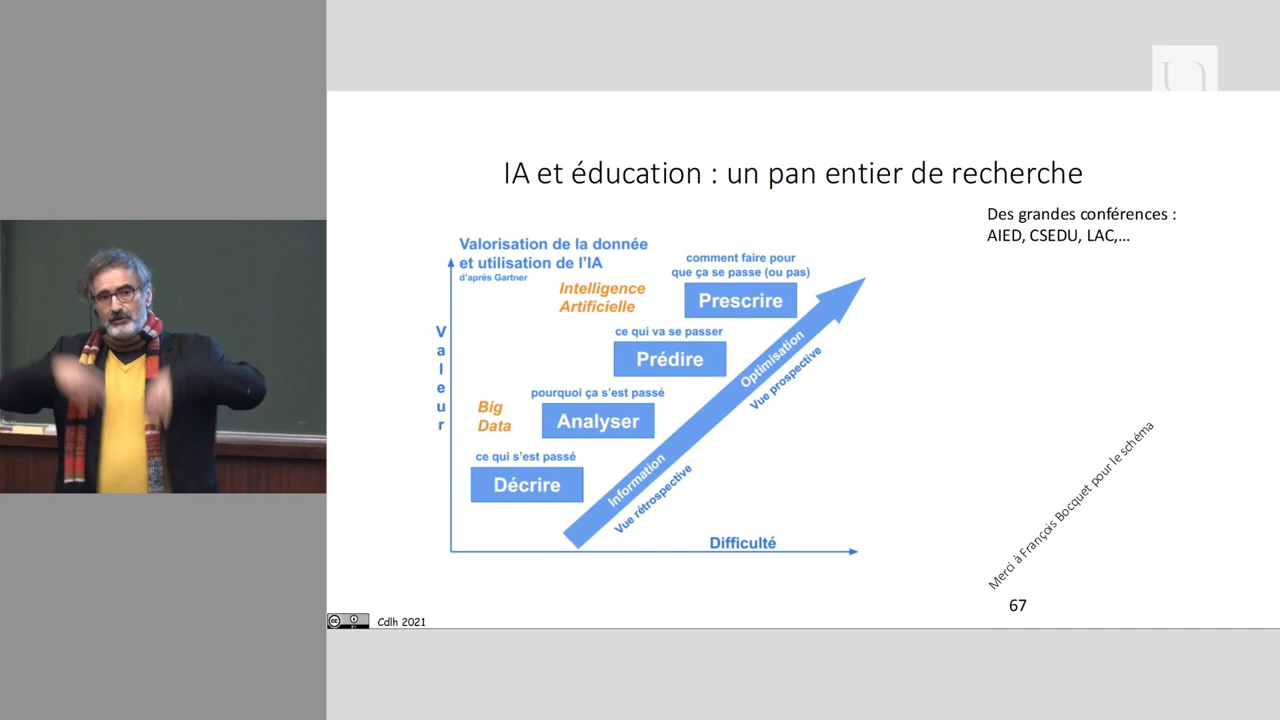 IA et éducation : un pan entier de recherche
Des grandes conférences :
AIED, CSEDU, LAC,...
Valorisation de la donnée
et utilisation de l'IA
d'après Gartner
comment faire pour
que ça se passe (ou pas)
Intelligence
Artificielle
Prescrire
ce qui va se passer
Valeur
Prédire
Optimisation
Vue prospective
pourquoi ça s'est passé
Big
Data
Analyser
ce qui s'est passé
Décrire
Information
Vue rétrospective
Difficulté
Merci à François Bocquet pour le schéma
67
Cdlh 2021